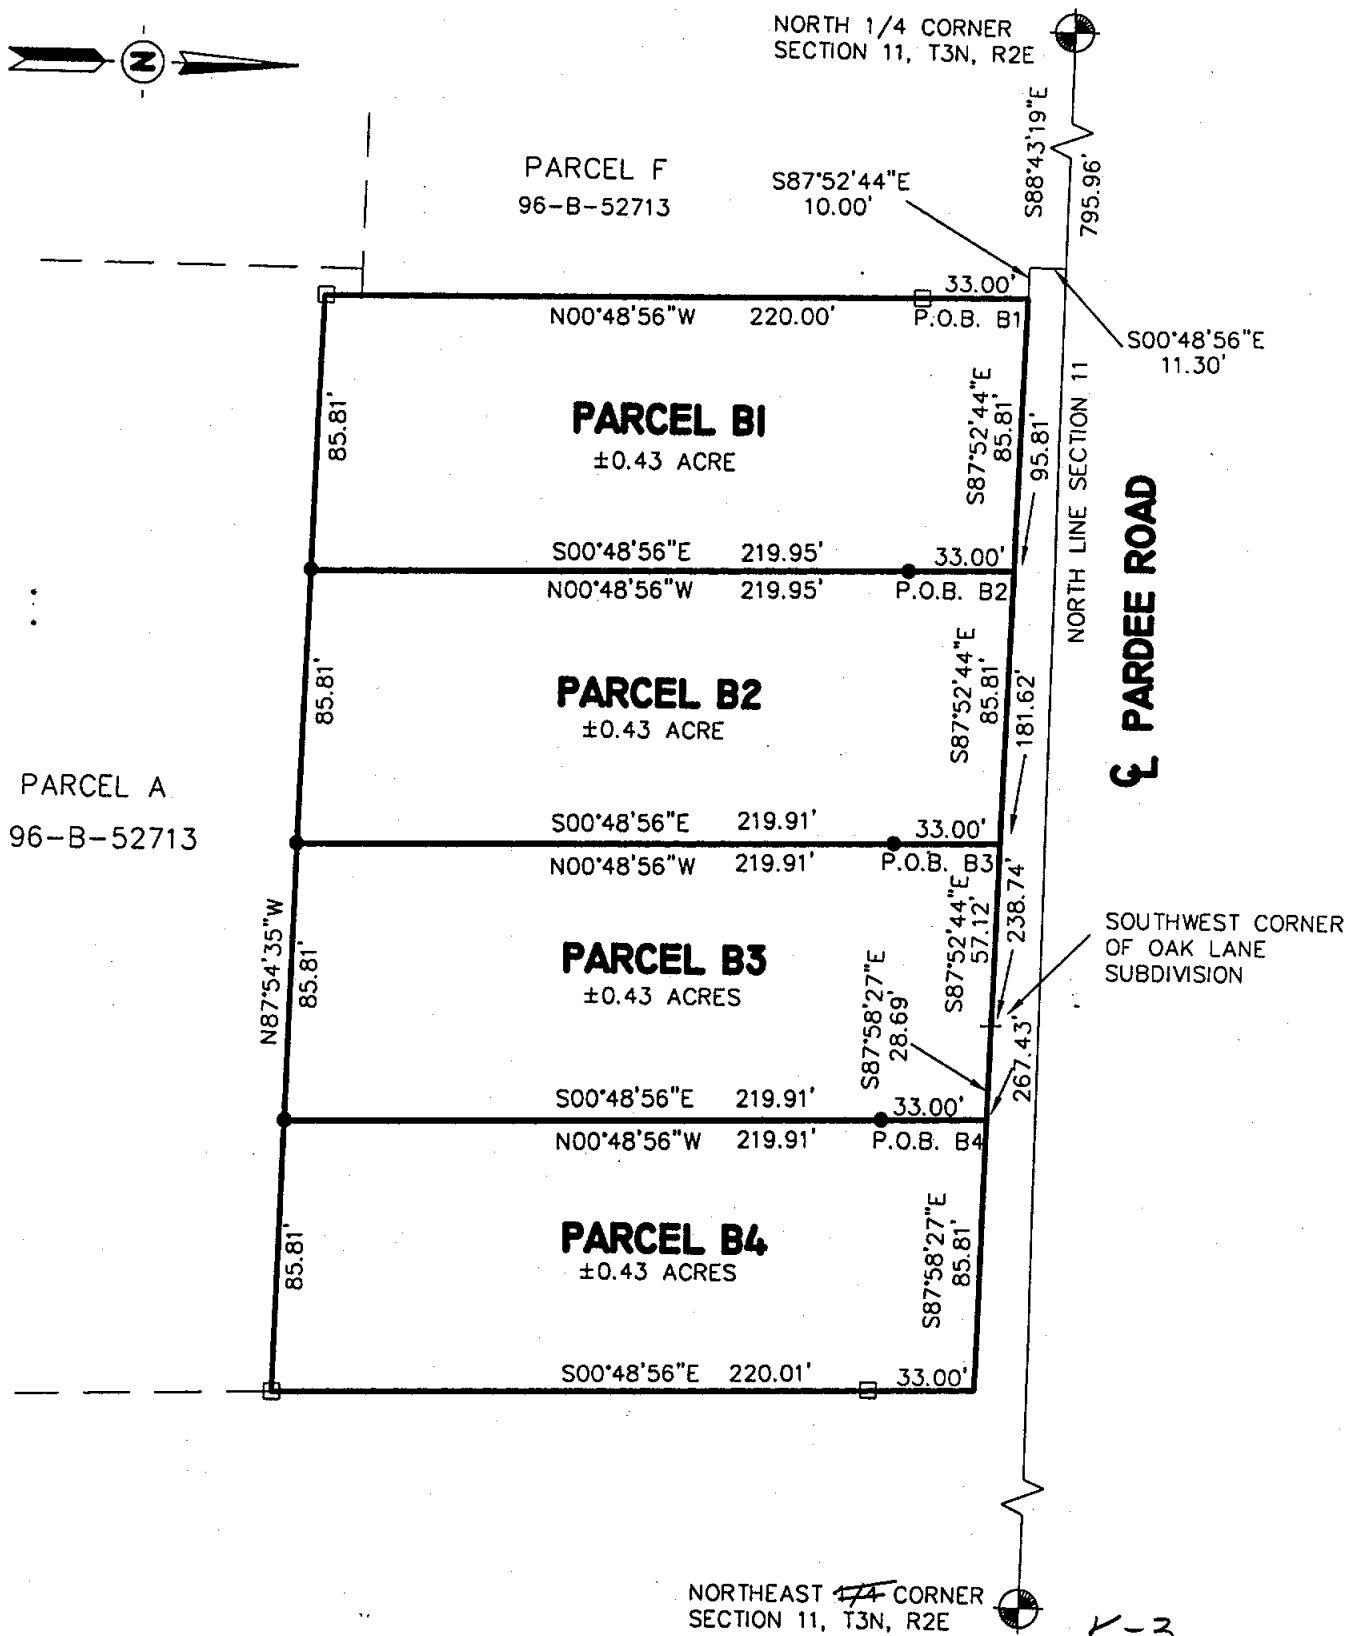 NORTH 1/4 CORNER
SECTION 11, T3N, R2E
N
S88°43'19"E
795.96'
PARCEL F
96-B-52713
S87°52'44"E
10.00'
33.00'
N00°48'56"W 220.00' P.O.B. B1
S00°48'56"E
11.30'
85.81'
PARCEL B1
±0.43 ACRE
S87°52'44"E
85.81'
95.81'
NORTH LINE SECTION 11
℄ PARDEE ROAD
S00°48'56"E 219.95' 33.00'
N00°48'56"W 219.95' P.O.B. B2
85.81'
PARCEL B2
±0.43 ACRE
S87°52'44"E
85.81'
181.62'
PARCEL A
96-B-52713
S00°48'56"E 219.91' 33.00'
N00°48'56"W 219.91' P.O.B. B3
N87°54'35"W
85.81'
PARCEL B3
±0.43 ACRES
S87°52'44"E
57.12'
238.74'
SOUTHWEST CORNER
OF OAK LANE
SUBDIVISION
S87°58'27"E
28.69'
267.43'
S00°48'56"E 219.91' 33.00'
N00°48'56"W 219.91' P.O.B. B4
85.81'
PARCEL B4
±0.43 ACRES
S87°58'27"E
85.81'
S00°48'56"E 220.01' 33.00'
NORTHEAST 1/4 CORNER
SECTION 11, T3N, R2E